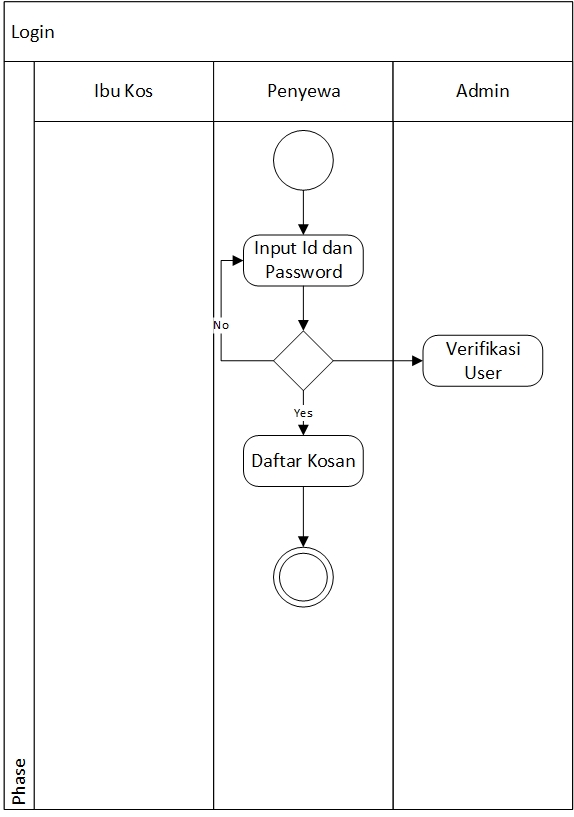 Login
Ibu Kos
Penyewa
Admin
Input Id dan
Password
No
Verifikasi
User
Yes
Daftar Kosan
Phase